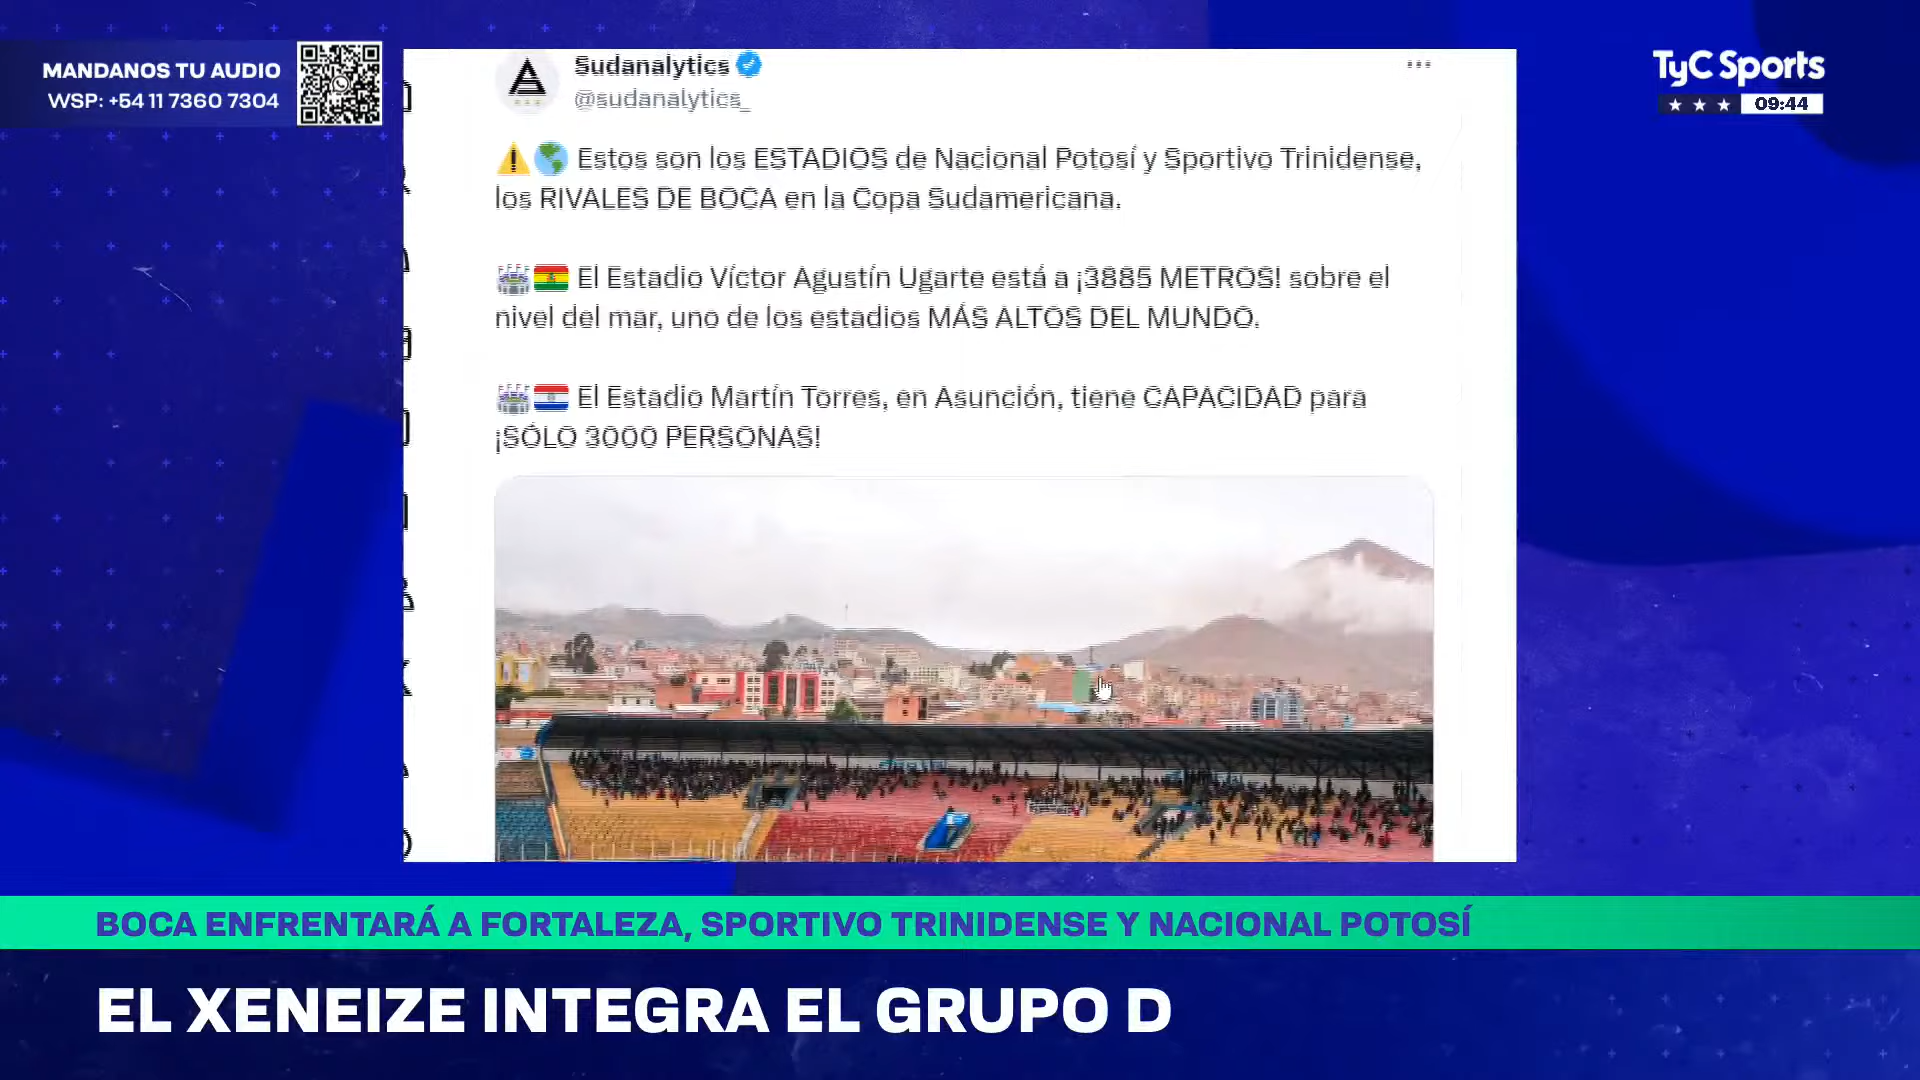 MANDANOS TU AUDIO
WSP: +54 11 7360 7304
TyC Sports
09:44
Sudanalytics
@sudanalytics_
Estos son los ESTADIOS de Nacional Potosí y Sportivo Trinidense,
los RIVALES DE BOCA en la Copa Sudamericana.
El Estadio Víctor Agustín Ugarte está a ¡3885 METROS! sobre el
nivel del mar, uno de los estadios MÁS ALTOS DEL MUNDO.
El Estadio Martín Torres, en Asunción, tiene CAPACIDAD para
¡SÓLO 3000 PERSONAS!
BOCA ENFRENTARÁ A FORTALEZA, SPORTIVO TRINIDENSE Y NACIONAL POTOSÍ
EL XENEIZE INTEGRA EL GRUPO D